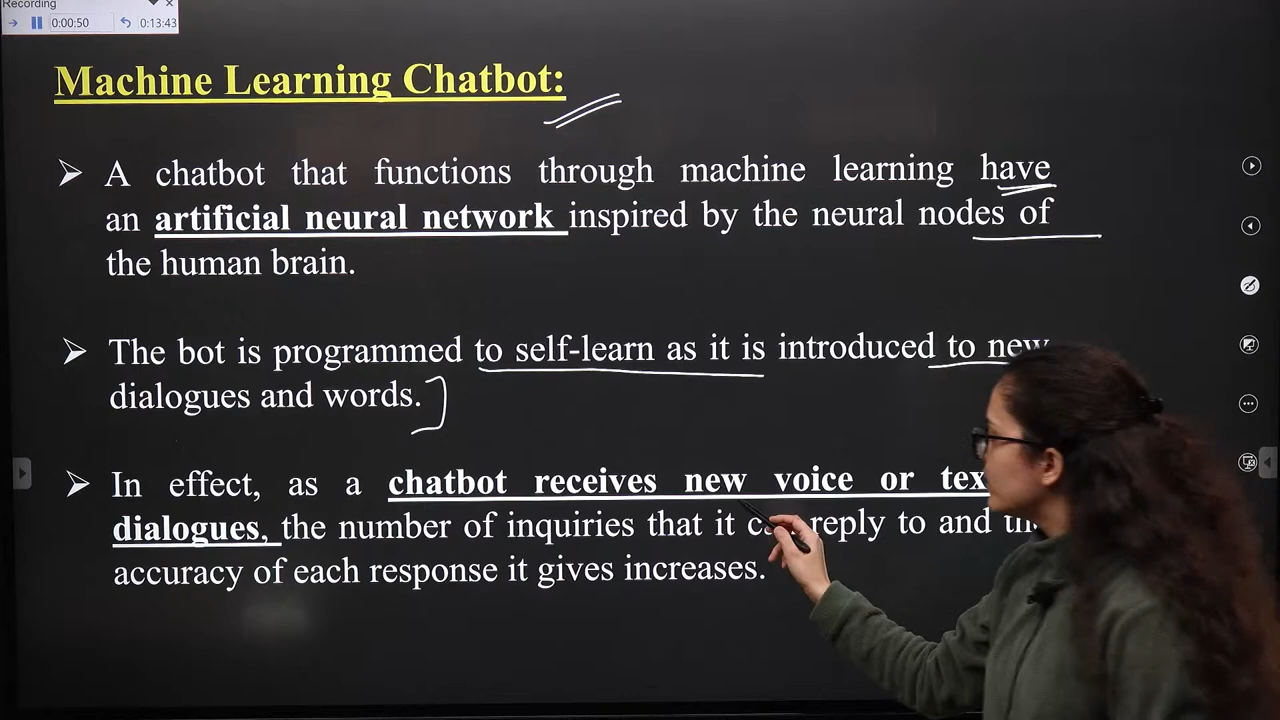 Recording
0:00:50
0:13:43
Machine Learning Chatbot:
A chatbot that functions through machine learning have
an artificial neural network inspired by the neural nodes of
the human brain.
The bot is programmed to self-learn as it is introduced to new
dialogues and words.
In effect, as a chatbot receives new voice or
dialogues, the number of inquiries that it reply to and
accuracy of each response it gives increases.